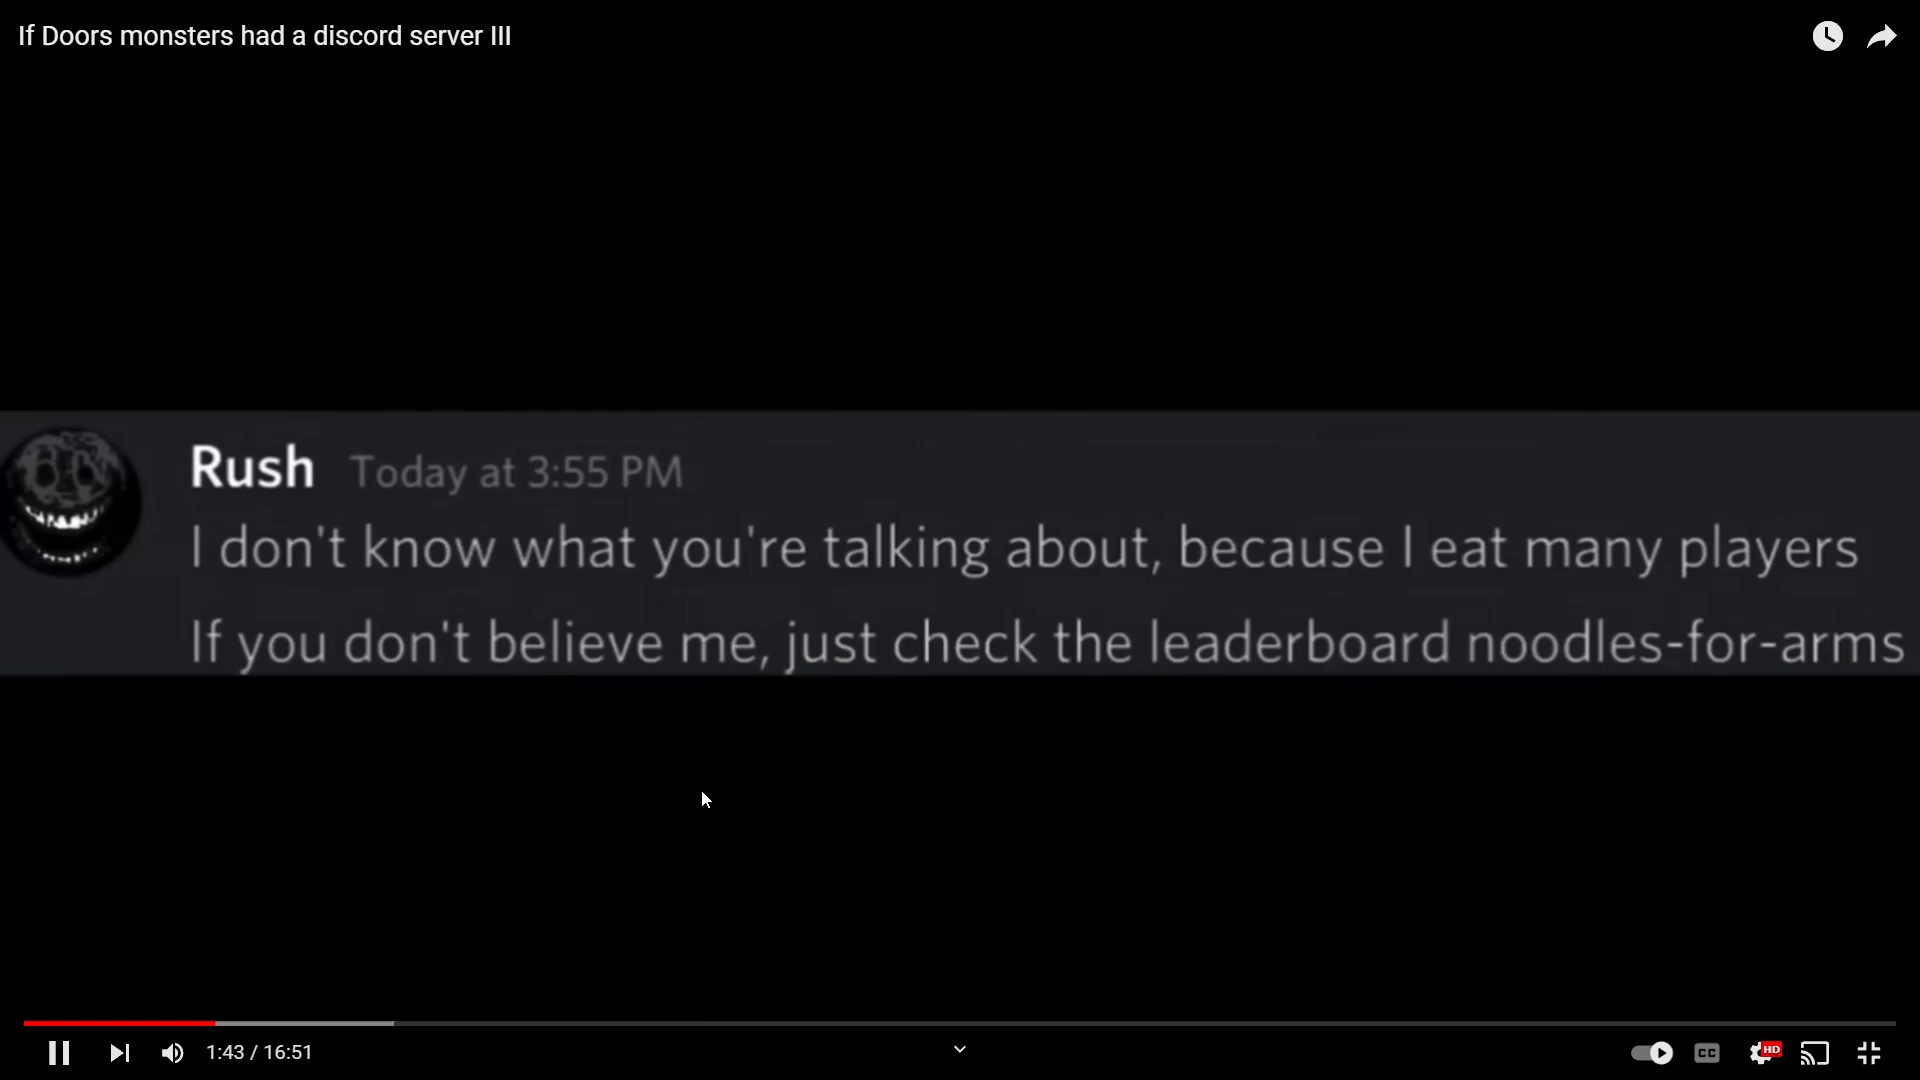 If Doors monsters had a discord server III
Rush Today at 3:55 PM
I don't know what you're talking about, because I eat many players
If you don't believe me, just check the leaderboard noodles-for-arms
1:43 / 16:51
CC
HD